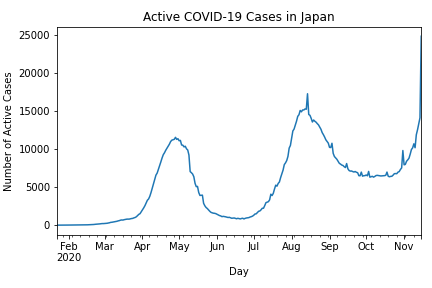 Active COVID-19 Cases in Japan
25000
20000
15000
10000
5000
0
Number of Active Cases
Feb Mar Apr May Jun Jul Aug Sep Oct Nov
2020
Day